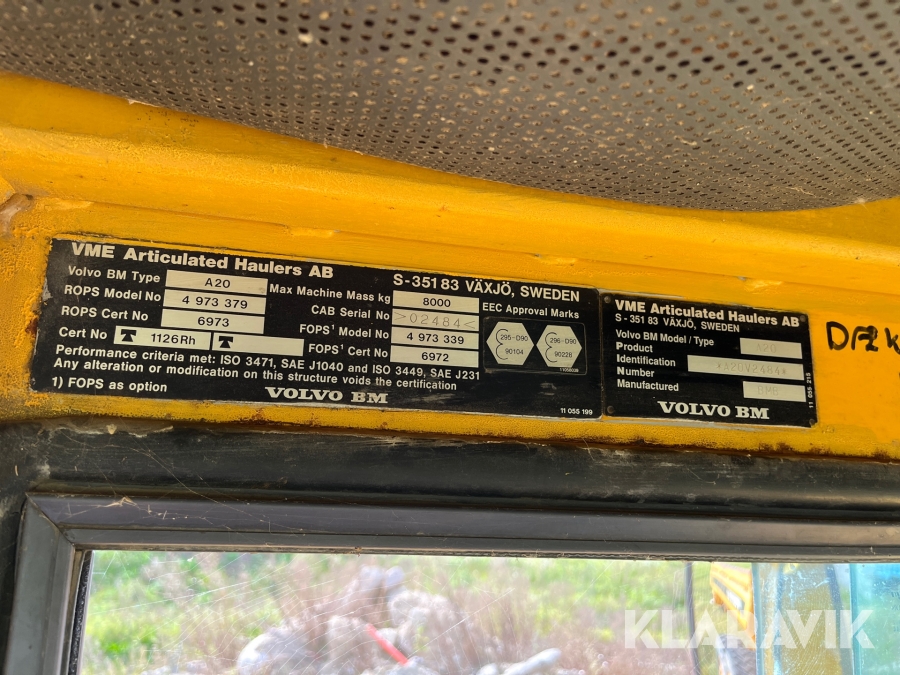 VME Articulated Haulers AB
S-351 83 VÄXJÖ, SWEDEN
Volvo BM Type A20
Max Machine Mass kg 8000
ROPS Model No 4 973 379
CAB Serial No >02484<
EEC Approval Marks
ROPS Cert No 6973
FOPS¹ Model No 4 973 339
295-D90
90104
296-D90
90228
Cert No T 1126Rh T
FOPS¹ Cert No 6972
11058039
Performance criteria met: ISO 3471, SAE J1040 and ISO 3449, SAE J231
Any alteration or modification on this structure voids the certification
1) FOPS as option
VOLVO BM
11 055 199
VME Articulated Haulers AB
S-351 83 VÄXJÖ, SWEDEN
Volvo BM Model / Type A20
Product
Identification
Number
Manufactured
VOLVO BM
11 055 215
KLARAVIK